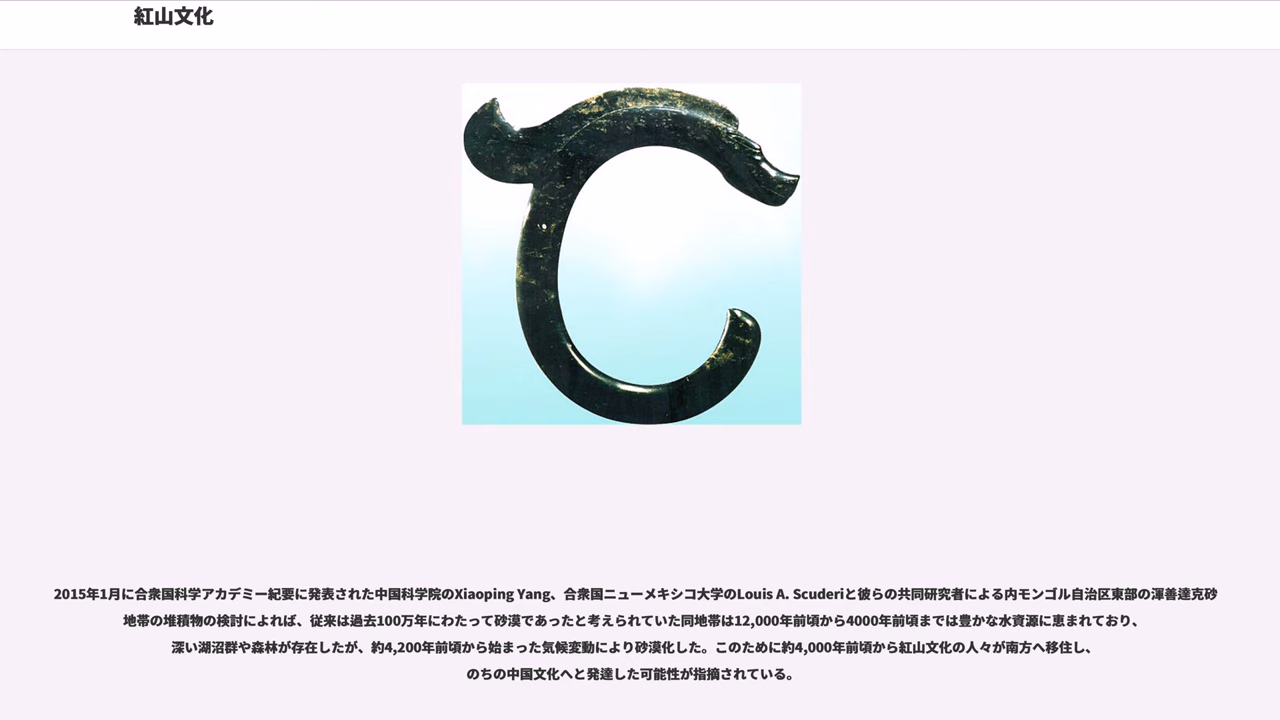 紅山文化
2015年1月に合衆国科学アカデミー紀要に発表された中国科学院のXiaoping Yang、合衆国ニューメキシコ大学のLouis A. Scuderiと彼らの共同研究者による内モンゴル自治区東部の渾善達克砂
地帯の堆積物の検討によれば、従来は過去100万年にわたって砂漠であったと考えられていた同地帯は12,000年前頃から4000年前頃までは豊かな水資源に恵まれており、
深い湖沼群や森林が存在したが、約4,200年前頃から始まった気候変動により砂漠化した。このために約4,000年前頃から紅山文化の人々が南方へ移住し、
のちの中国文化へと発達した可能性が指摘されている。